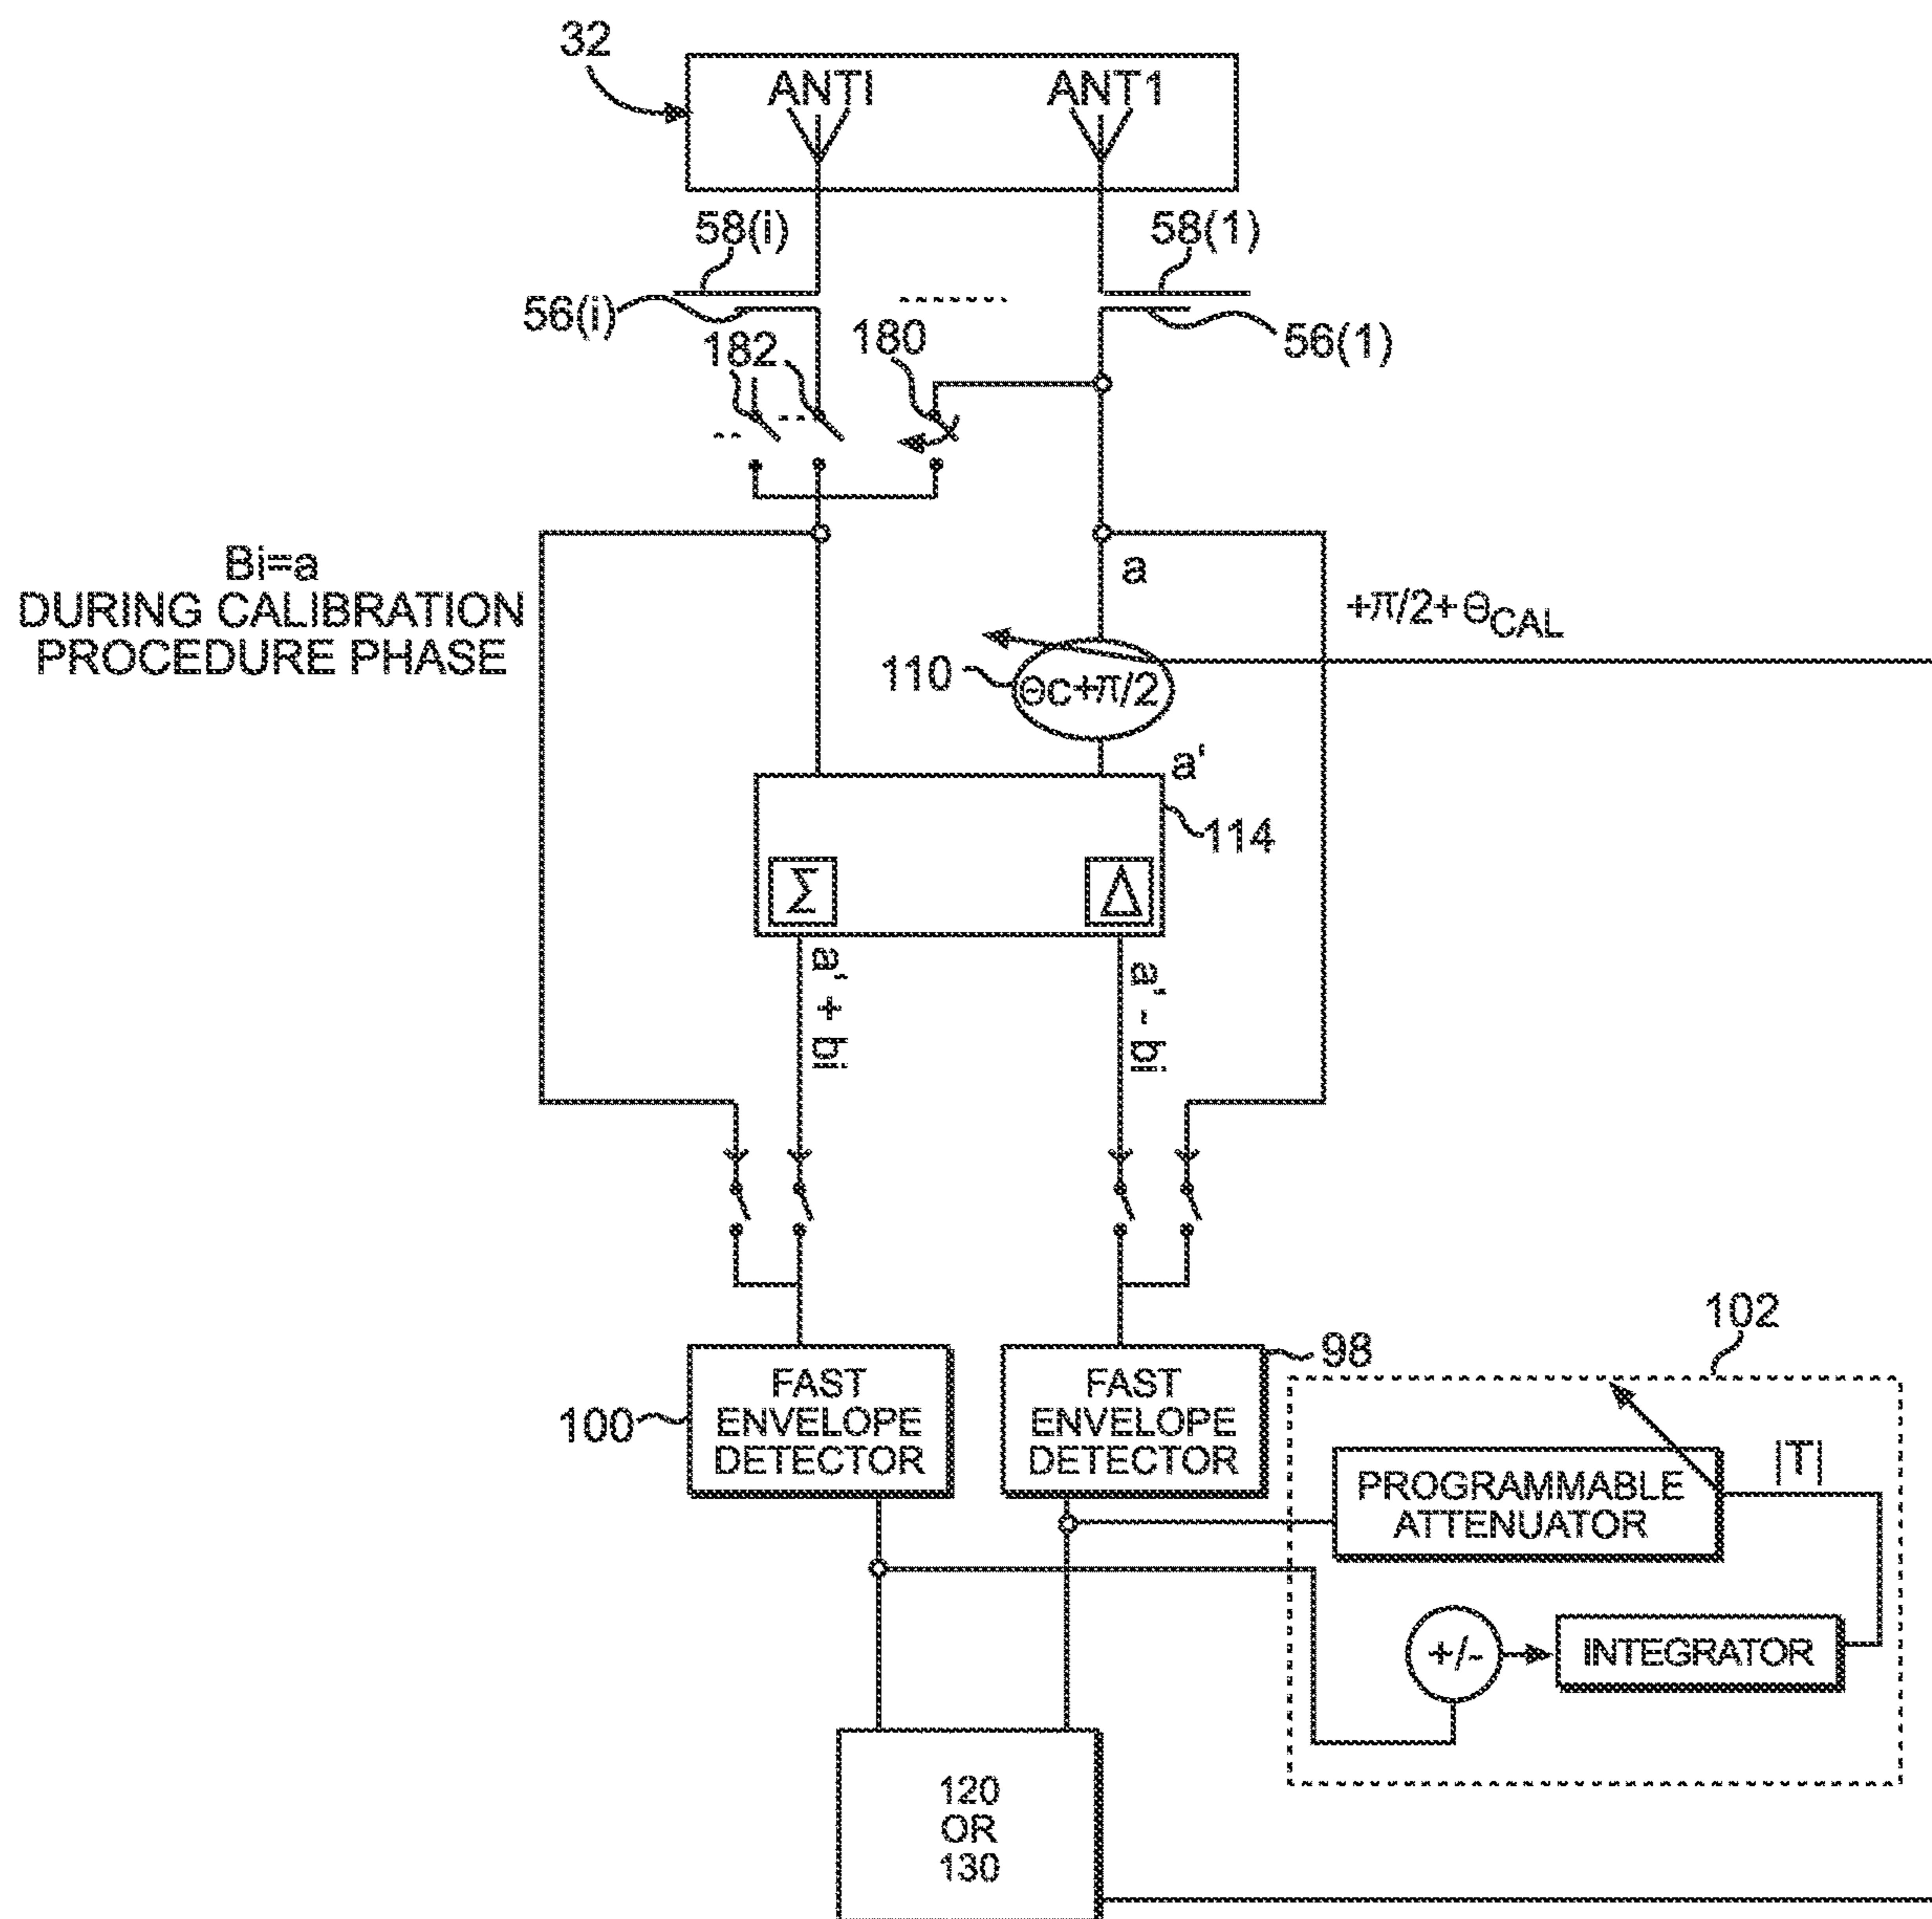 32
ANTI ANT1
58(i) 58(1)
56(i) 56(1)
182 180
Bi=a
DURING CALIBRATION
PROCEDURE PHASE
a
+π/2+ΘCAL
110 Θc+π/2
a'
114
Σ Δ
a' + bi
a' - bi
102
98
100
FAST
ENVELOPE
DETECTOR
FAST
ENVELOPE
DETECTOR
PROGRAMMABLE
ATTENUATOR
|T|
+/-
INTEGRATOR
120
OR
130